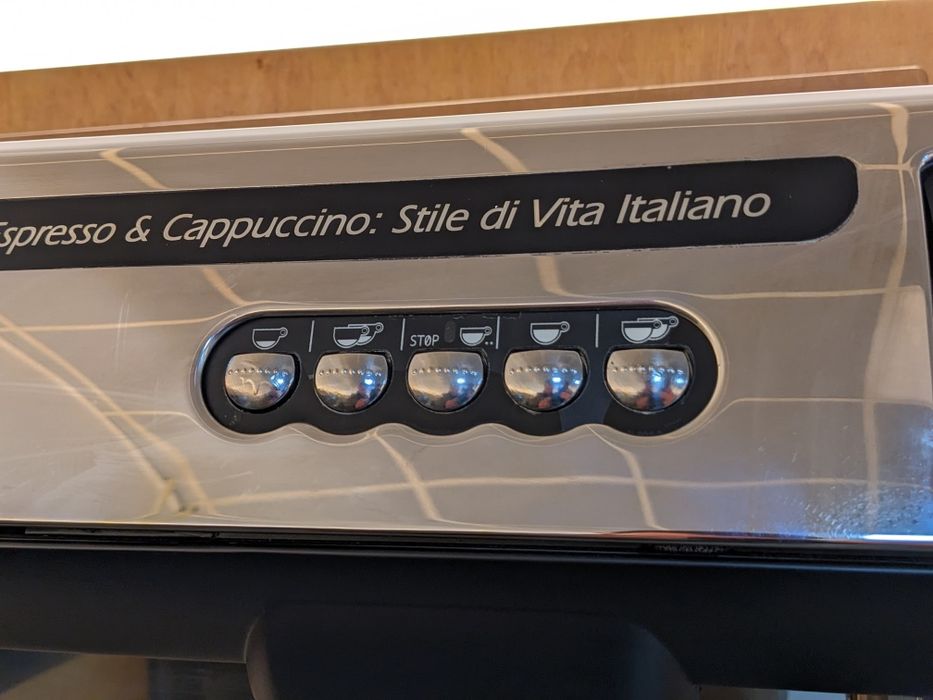 Espresso & Cappuccino: Stile di Vita Italiano
STOP